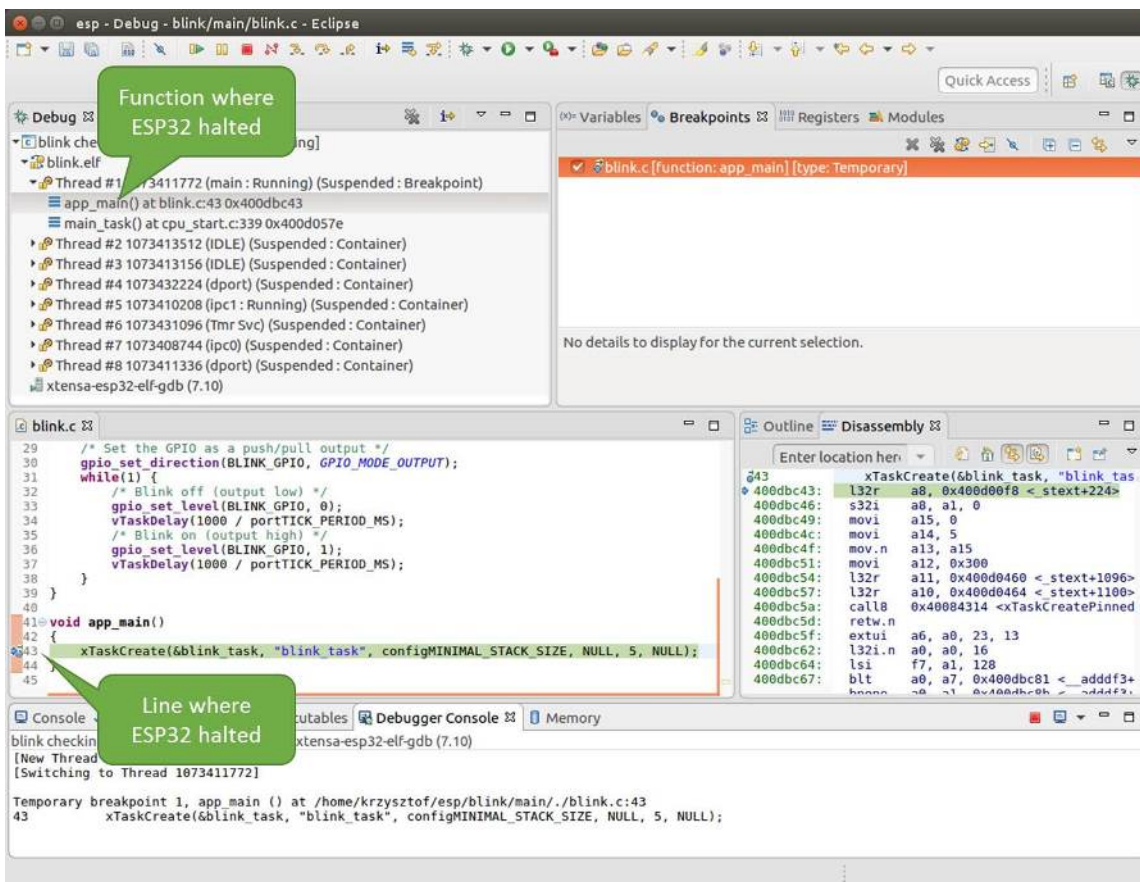 esp - Debug - blink/main/blink.c - Eclipse
Quick Access
Function where
ESP32 halted
Debug
blink che
ing]
blink.elf
Thread #1 1073411772 (main : Running) (Suspended : Breakpoint)
app_main() at blink.c:43 0x400dbc43
main_task() at cpu_start.c:339 0x400d057e
Thread #2 1073413512 (IDLE) (Suspended : Container)
Thread #3 1073413156 (IDLE) (Suspended : Container)
Thread #4 1073432224 (dport) (Suspended : Container)
Thread #5 1073410208 (ipc1 : Running) (Suspended : Container)
Thread #6 1073431096 (Tmr Svc) (Suspended : Container)
Thread #7 1073408744 (ipc0) (Suspended : Container)
Thread #8 1073411336 (dport) (Suspended : Container)
xtensa-esp32-elf-gdb (7.10)
(x)= Variables Breakpoints Registers Modules
blink.c [function: app_main] [type: Temporary]
No details to display for the current selection.
blink.c
29 /* Set the GPIO as a push/pull output */
30 gpio_set_direction(BLINK_GPIO, GPIO_MODE_OUTPUT);
31 while(1) {
32 /* Blink off (output low) */
33 gpio_set_level(BLINK_GPIO, 0);
34 vTaskDelay(1000 / portTICK_PERIOD_MS);
35 /* Blink on (output high) */
36 gpio_set_level(BLINK_GPIO, 1);
37 vTaskDelay(1000 / portTICK_PERIOD_MS);
38 }
39 }
40
41 void app_main()
42 {
43 xTaskCreate(&blink_task, "blink_task", configMINIMAL_STACK_SIZE, NULL, 5, NULL);
44 }
45
Line where
ESP32 halted
Outline Disassembly
Enter location her
43 xTaskCreate(&blink_task, "blink_tas
400dbc43: l32r a8, 0x400d00f8 <_stext+224>
400dbc46: s32i a8, a1, 0
400dbc49: movi a15, 0
400dbc4c: movi a14, 5
400dbc4f: mov.n a13, a15
400dbc51: movi a12, 0x300
400dbc54: l32r a11, 0x400d0460 <_stext+1096>
400dbc57: l32r a10, 0x400d0464 <_stext+1100>
400dbc5a: call8 0x40084314 <xTaskCreatePinned
400dbc5d: retw.n
400dbc5f: extui a6, a0, 23, 13
400dbc62: l32i.n a0, a0, 16
400dbc64: lsi f7, a1, 128
400dbc67: blt a0, a7, 0x400dbc81 <__adddf3+
Console cutables Debugger Console Memory
blink checkin xtensa-esp32-elf-gdb (7.10)
[New Thread
[Switching to Thread 1073411772]
Temporary breakpoint 1, app_main () at /home/krzysztof/esp/blink/main/./blink.c:43
43 xTaskCreate(&blink_task, "blink_task", configMINIMAL_STACK_SIZE, NULL, 5, NULL);